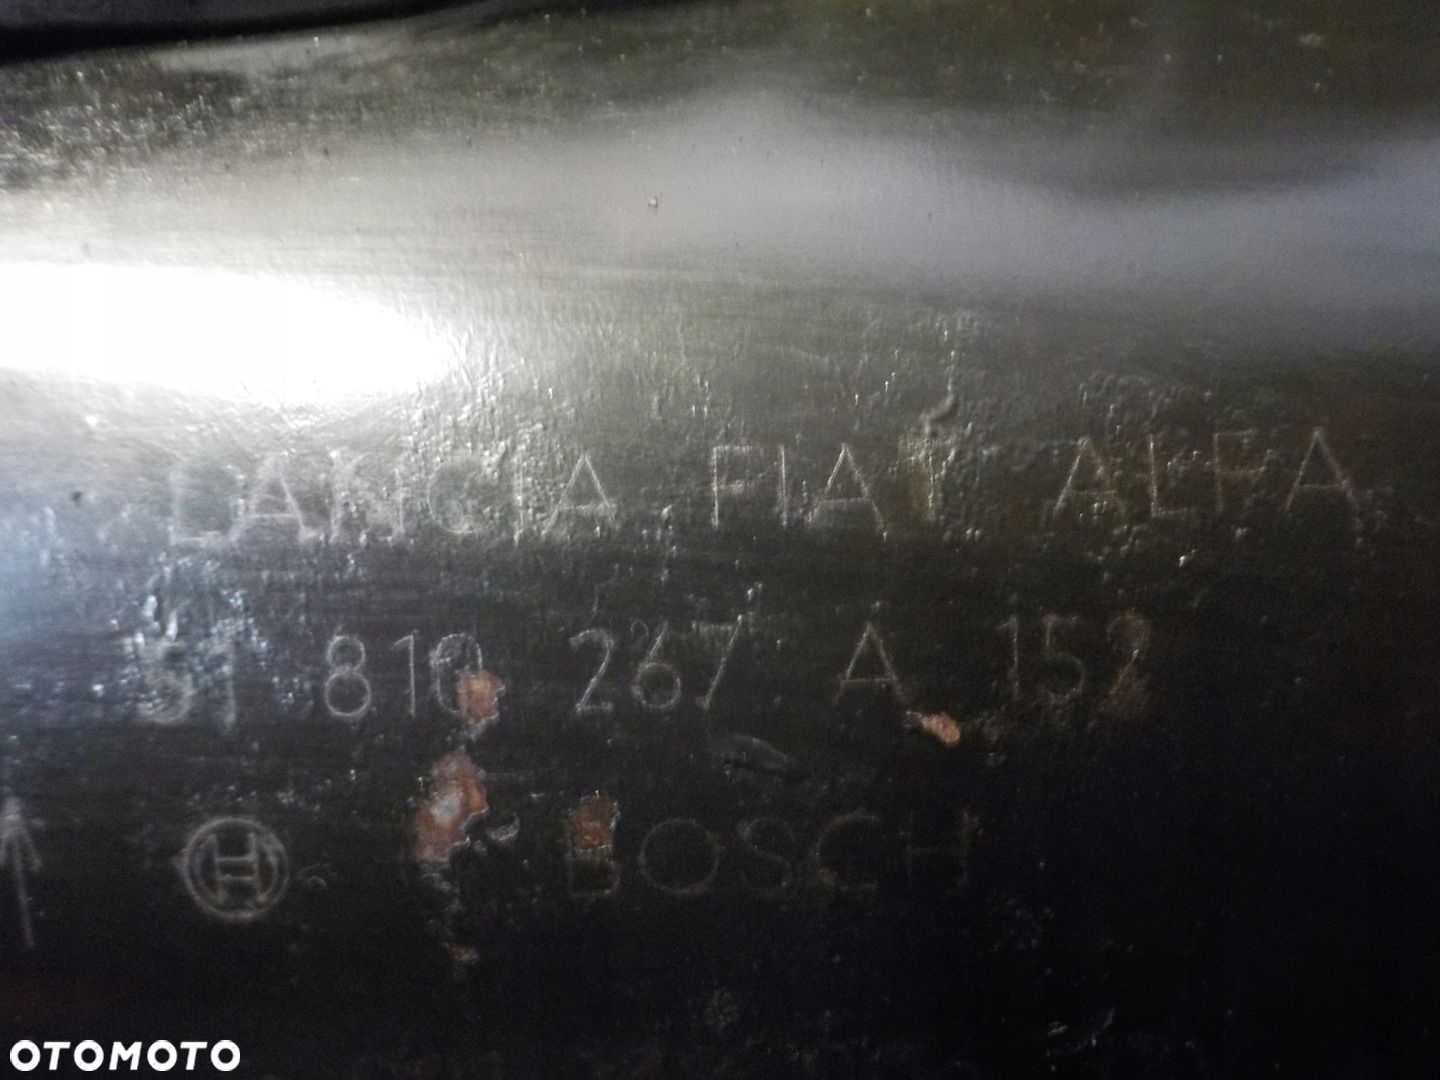 LANCIA FIAT ALFA
51 810 267 A 152
H BOSCH
OTOMOTO